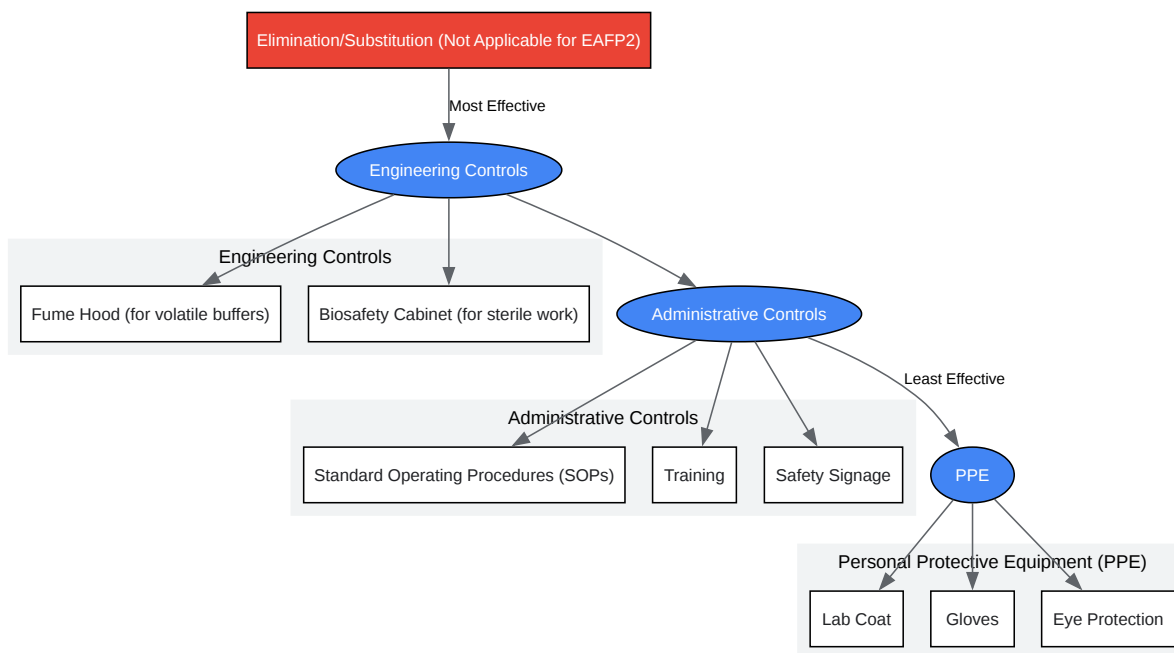 Elimination/Substitution (Not Applicable for EAFP2)
Most Effective
Engineering Controls
Engineering Controls
Fume Hood (for volatile buffers)
Biosafety Cabinet (for sterile work)
Administrative Controls
Least Effective
Administrative Controls
Standard Operating Procedures (SOPs)
Training
Safety Signage
PPE
Personal Protective Equipment (PPE)
Lab Coat
Gloves
Eye Protection